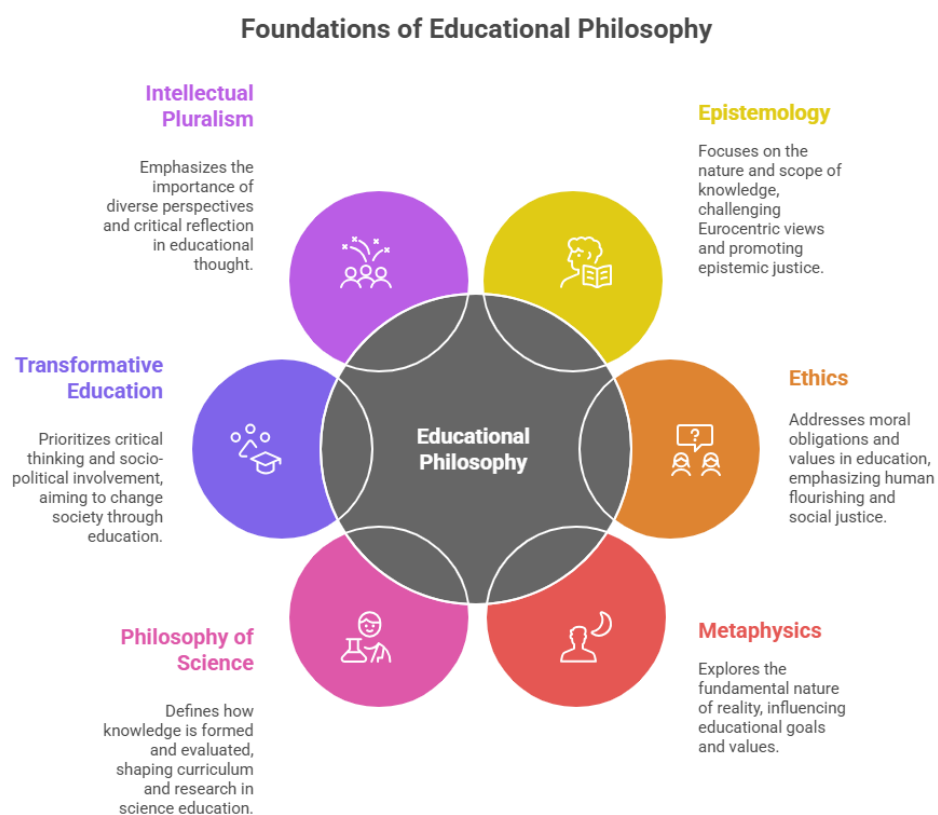 Foundations of Educational Philosophy
Intellectual
Pluralism
Emphasizes the
importance of
diverse perspectives
and critical reflection
in educational
thought.
Epistemology
Focuses on the
nature and scope of
knowledge,
challenging
Eurocentric views
and promoting
epistemic justice.
Transformative
Education
Prioritizes critical
thinking and socio-
political involvement,
aiming to change
society through
education.
Educational
Philosophy
?
Ethics
Addresses moral
obligations and
values in education,
emphasizing human
flourishing and
social justice.
Philosophy of
Science
Defines how
knowledge is formed
and evaluated,
shaping curriculum
and research in
science education.
Metaphysics
Explores the
fundamental nature
of reality, influencing
educational goals
and values.